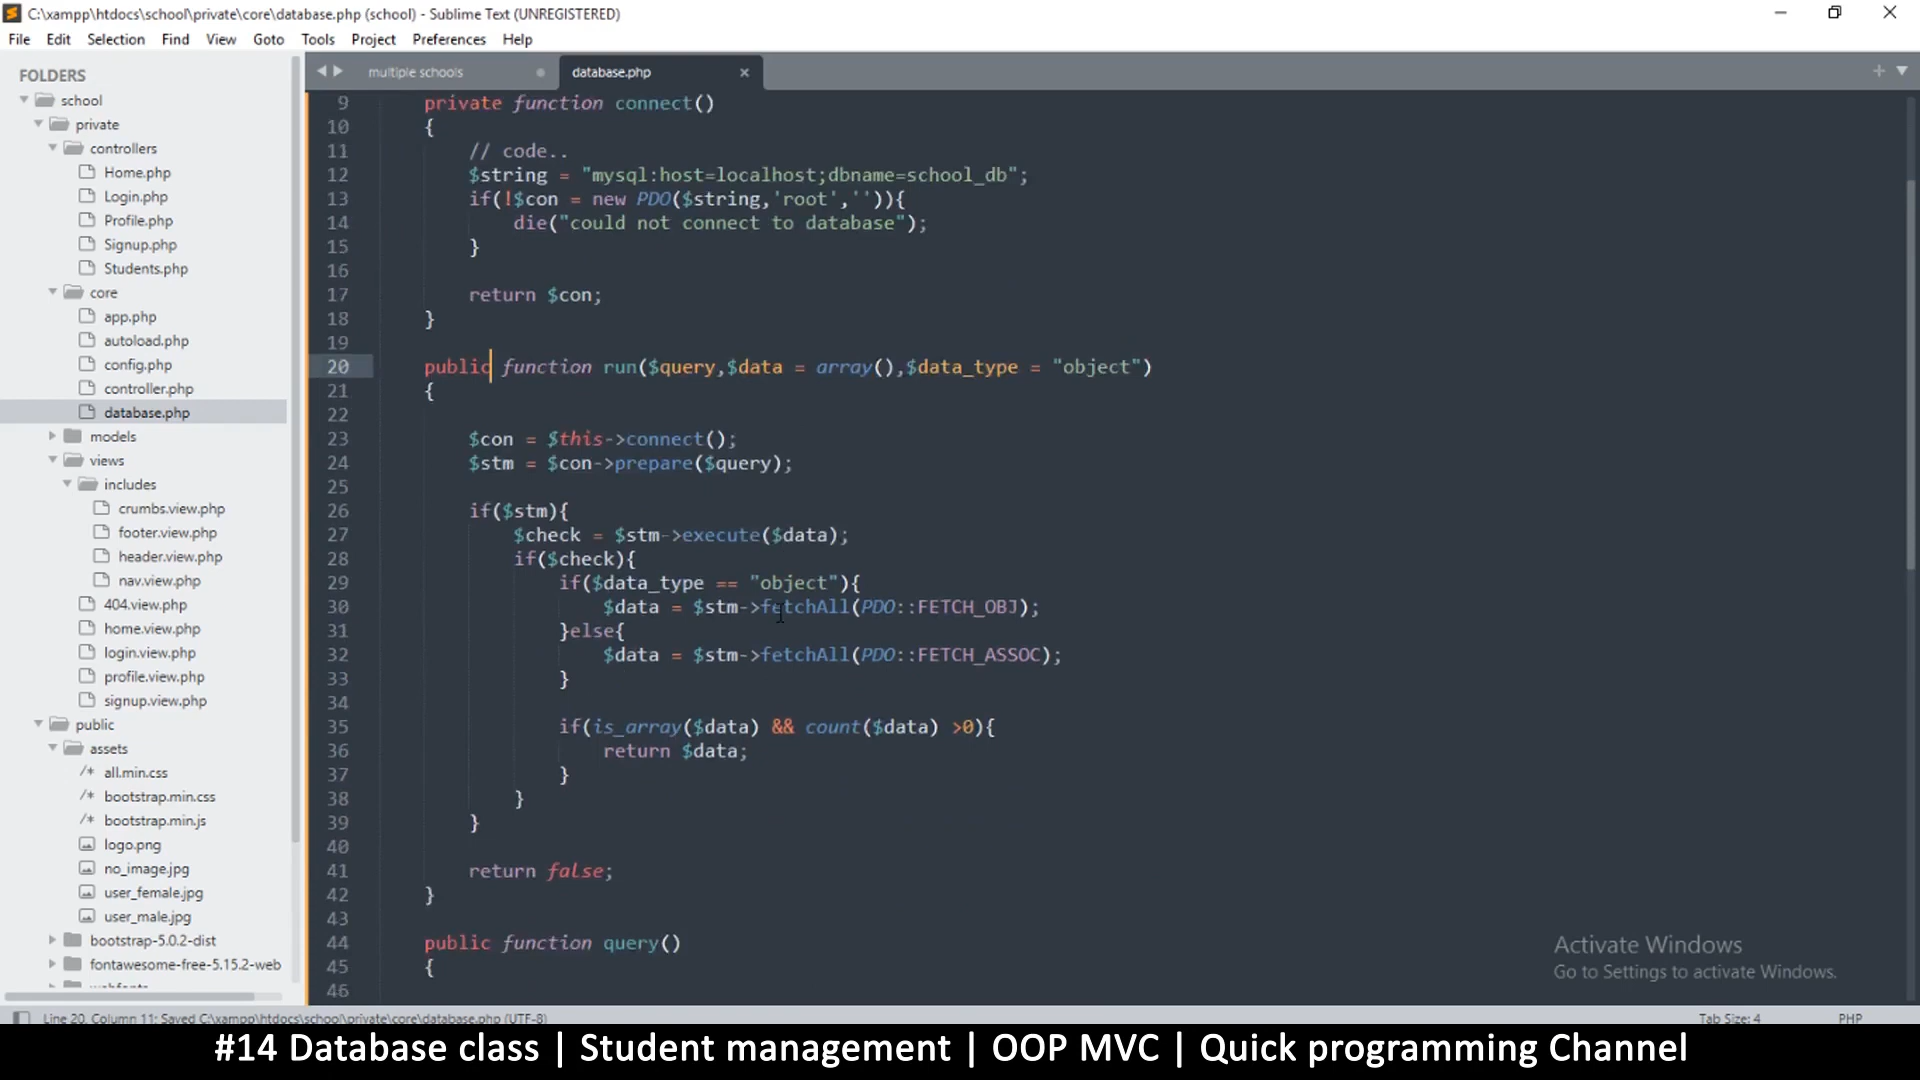 C:\xampp\htdocs\school\private\core\database.php (school) - Sublime Text (UNREGISTERED)
File Edit Selection Find View Goto Tools Project Preferences Help
FOLDERS
school
private
controllers
Home.php
Login.php
Profile.php
Signup.php
Students.php
core
app.php
autoload.php
config.php
controller.php
database.php
models
views
includes
crumbs.view.php
footer.view.php
header.view.php
nav.view.php
404.view.php
home.view.php
login.view.php
profile.view.php
signup.view.php
public
assets
/* all.min.css
/* bootstrap.min.css
/* bootstrap.min.js
logo.png
no_image.jpg
user_female.jpg
user_male.jpg
bootstrap-5.0.2-dist
fontawesome-free-5.15.2-web
multiple schools database.php
9 private function connect()
10 {
11 // code..
12 $string = "mysql:host=localhost;dbname=school_db";
13 if(!$con = new PDO($string,'root','')){
14 die("could not connect to database");
15 }
16
17 return $con;
18 }
19
20 public function run($query,$data = array(),$data_type = "object")
21 {
22
23 $con = $this->connect();
24 $stm = $con->prepare($query);
25
26 if($stm){
27 $check = $stm->execute($data);
28 if($check){
29 if($data_type == "object"){
30 $data = $stm->fetchAll(PDO::FETCH_OBJ);
31 }else{
32 $data = $stm->fetchAll(PDO::FETCH_ASSOC);
33 }
34
35 if(is_array($data) && count($data) >0){
36 return $data;
37 }
38 }
39 }
40
41 return false;
42 }
43
44 public function query()
45 {
46
Activate Windows
Go to Settings to activate Windows.
Line 20, Column 11; Saved C:\xampp\htdocs\school\private\core\database.php (UTF-8) Tab Size: 4 PHP
#14 Database class | Student management | OOP MVC | Quick programming Channel